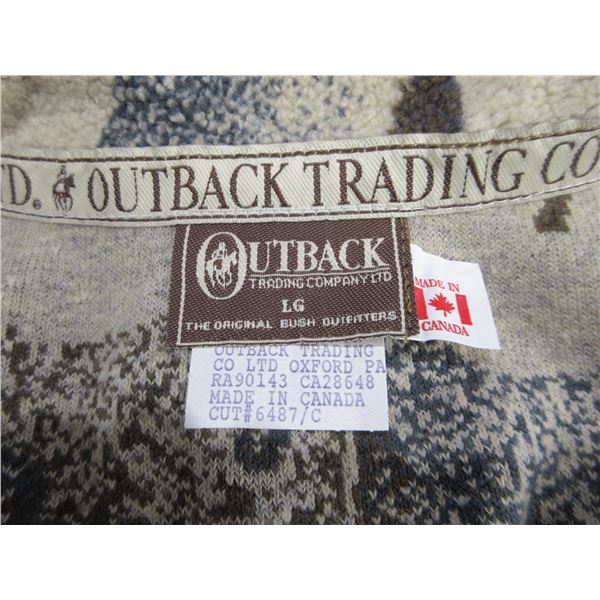 TD. OUTBACK TRADING CO
OUTBACK
TRADING COMPANY LTD
LG
THE ORIGINAL BUSH OUTFITTERS
MADE IN
CANADA
OUTBACK TRADING
CO LTD OXFORD PA
RA90143 CA28648
MADE IN CANADA
CUT#6487/C